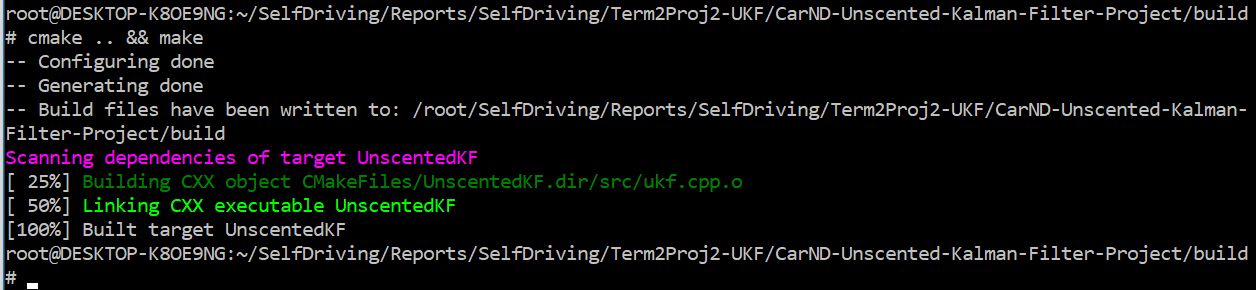 root@DESKTOP-K8OE9NG:~/SelfDriving/Reports/SelfDriving/Term2Proj2-UKF/CarND-Unscented-Kalman-Filter-Project/build
# cmake .. && make
-- Configuring done
-- Generating done
-- Build files have been written to: /root/SelfDriving/Reports/SelfDriving/Term2Proj2-UKF/CarND-Unscented-Kalman-
Filter-Project/build
Scanning dependencies of target UnscentedKF
[ 25%] Building CXX object CMakeFiles/UnscentedKF.dir/src/ukf.cpp.o
[ 50%] Linking CXX executable UnscentedKF
[100%] Built target UnscentedKF
root@DESKTOP-K8OE9NG:~/SelfDriving/Reports/SelfDriving/Term2Proj2-UKF/CarND-Unscented-Kalman-Filter-Project/build
#